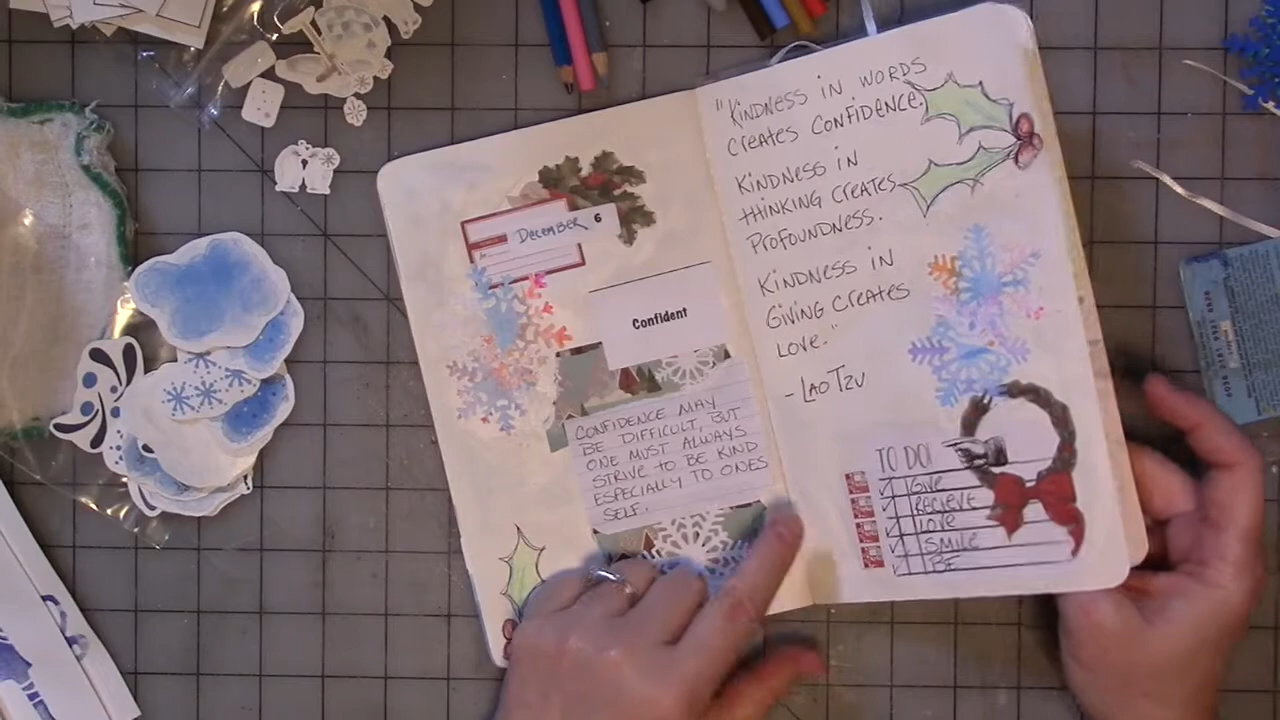 DECEMBER 6
Confident
CONFIDENCE MAY
BE DIFFICULT, BUT
ONE MUST ALWAYS
STRIVE TO BE KIND
ESPECIALLY TO ONES
SELF.
"KINDNESS IN WORDS
CREATES CONFIDENCE.
KINDNESS IN
THINKING CREATES
PROFOUNDNESS.
KINDNESS IN
GIVING CREATES
LOVE."
- LAO TZU
TO DO!
GIVE
RECIEVE
LOVE
SMILE
BE